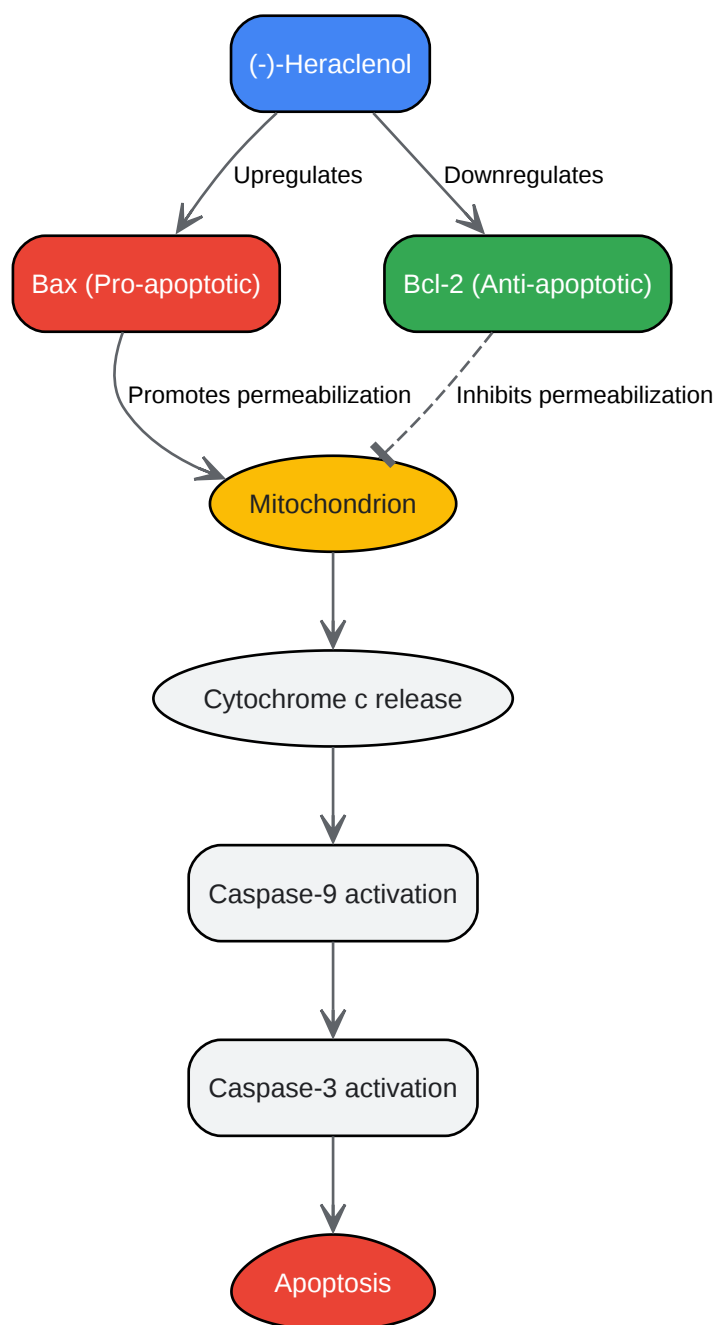 (-)-Heraclenol
Upregulates
Downregulates
Bax (Pro-apoptotic)
Bcl-2 (Anti-apoptotic)
Promotes permeabilization
Inhibits permeabilization
Mitochondrion
Cytochrome c release
Caspase-9 activation
Caspase-3 activation
Apoptosis